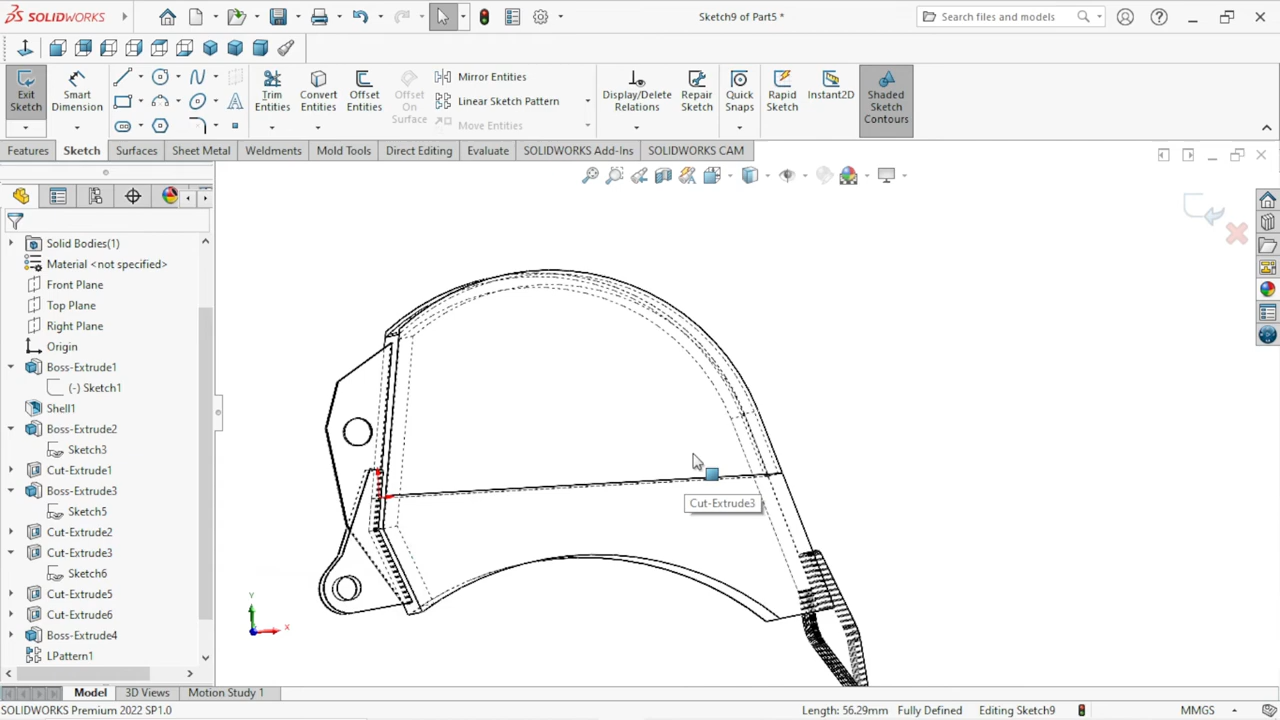 SOLIDWORKS
Sketch9 of Part5 *
Search files and models
Exit Sketch
Smart Dimension
Trim Entities
Convert Entities
Offset Entities
Offset On Surface
Mirror Entities
Linear Sketch Pattern
Move Entities
Display/Delete Relations
Repair Sketch
Quick Snaps
Rapid Sketch
Instant2D
Shaded Sketch Contours
Features
Sketch
Surfaces
Sheet Metal
Weldments
Mold Tools
Direct Editing
Evaluate
SOLIDWORKS Add-Ins
SOLIDWORKS CAM
Solid Bodies(1)
Material <not specified>
Front Plane
Top Plane
Right Plane
Origin
Boss-Extrude1
(-) Sketch1
Shell1
Boss-Extrude2
Sketch3
Cut-Extrude1
Boss-Extrude3
Sketch5
Cut-Extrude2
Cut-Extrude3
Sketch6
Cut-Extrude5
Cut-Extrude6
Boss-Extrude4
LPattern1
Cut-Extrude3
Y
X
Model
3D Views
Motion Study 1
SOLIDWORKS Premium 2022 SP1.0
Length: 56.29mm
Fully Defined
Editing Sketch9
MMGS